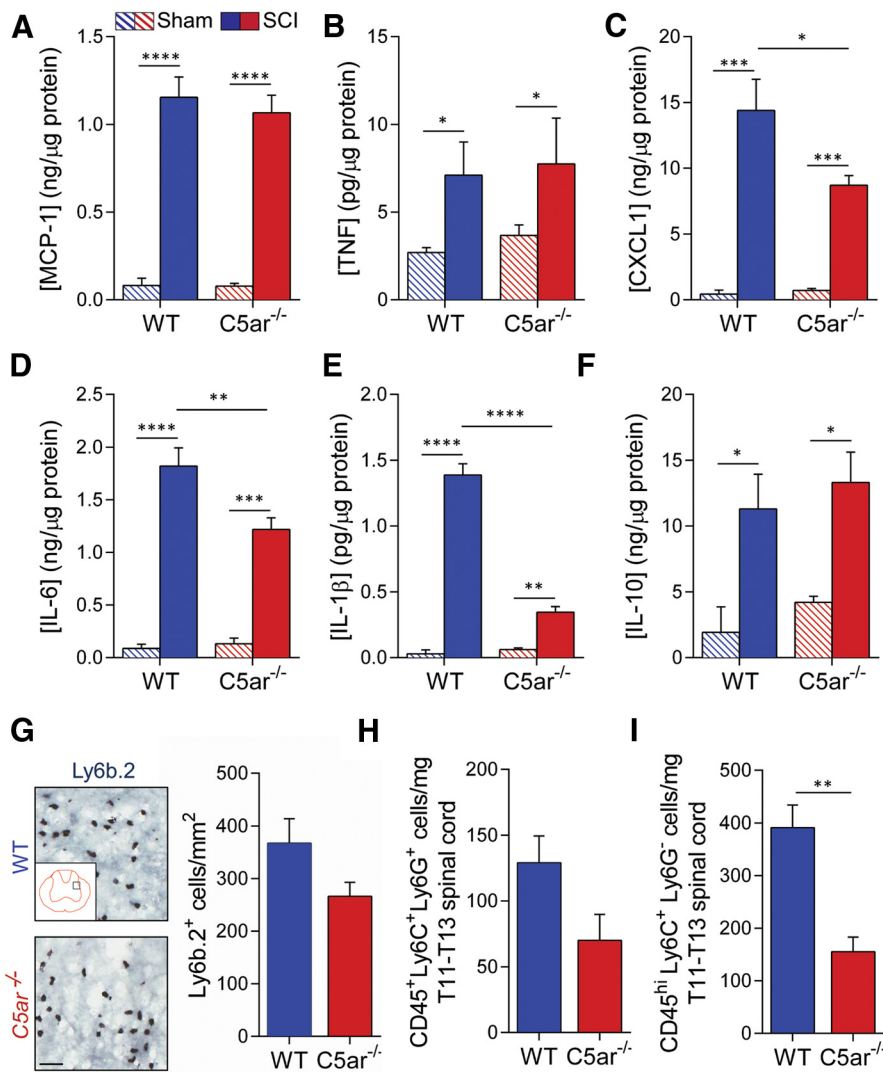 A
Sham
SCI
[MCP-1] (ng/µg protein)
1.5
1.0
0.5
0.0
****
****
WT
C5ar-/-
B
[TNF] (pg/µg protein)
15
10
5
0
*
*
WT
C5ar-/-
C
[CXCL1] (ng/µg protein)
20
15
10
5
0
*
***
***
WT
C5ar-/-
D
[IL-6] (ng/µg protein)
2.5
2.0
1.5
1.0
0.5
0.0
**
****
***
WT
C5ar-/-
E
[IL-1β] (pg/µg protein)
2.0
1.5
1.0
0.5
0.0
****
****
**
WT
C5ar-/-
F
[IL-10] (ng/µg protein)
20
15
10
5
0
*
*
WT
C5ar-/-
G
Ly6b.2
WT
C5ar-/-
Ly6b.2+ cells/mm2
500
400
300
200
100
0
WT
C5ar-/-
H
CD45+Ly6C+Ly6G+ cells/mg
T11-T13 spinal cord
200
150
100
50
0
WT
C5ar-/-
I
CD45hi Ly6C+ Ly6G- cells/mg
T11-T13 spinal cord
500
400
300
200
100
0
**
WT
C5ar-/-